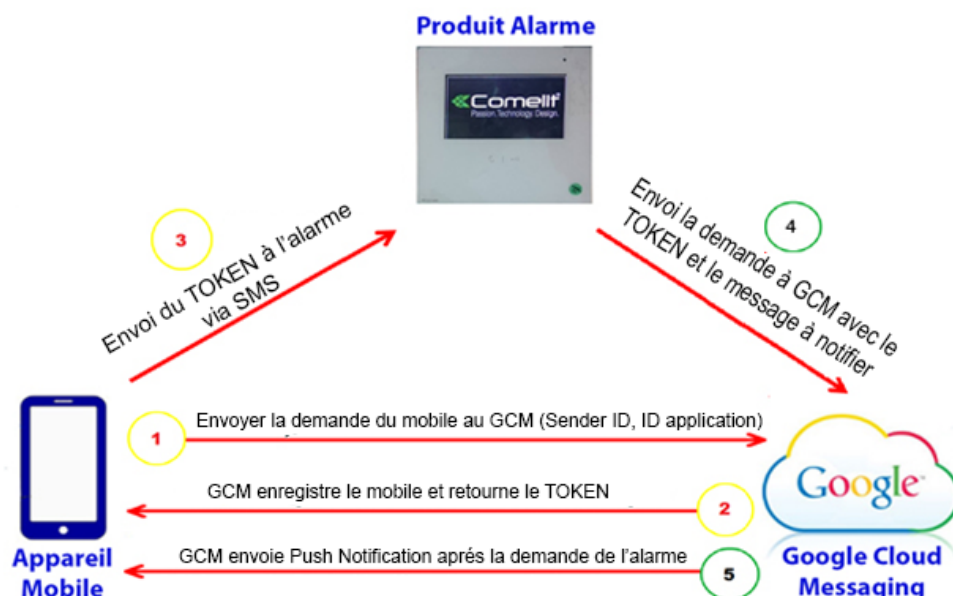 Produit Alarme
Comelit
Passion. Technology. Design.
3
Envoi du TOKEN à l'alarme
via SMS
4
Envoi la demande à GCM avec le
TOKEN et le message à notifier
1
Envoyer la demande du mobile au GCM (Sender ID, ID application)
GCM enregistre le mobile et retourne le TOKEN
2
GCM envoie Push Notification aprés la demande de l'alarme
5
Google
Appareil
Mobile
Google Cloud
Messaging